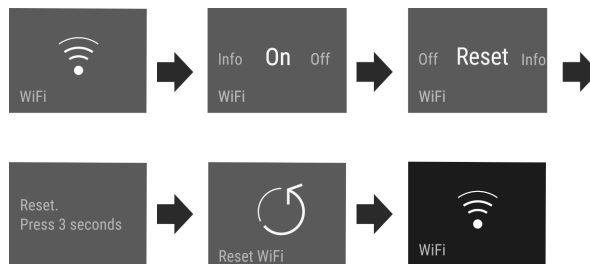 WiFi
Info On Off
WiFi
Off Reset Info
WiFi
Reset.
Press 3 seconds
Reset WiFi
WiFi